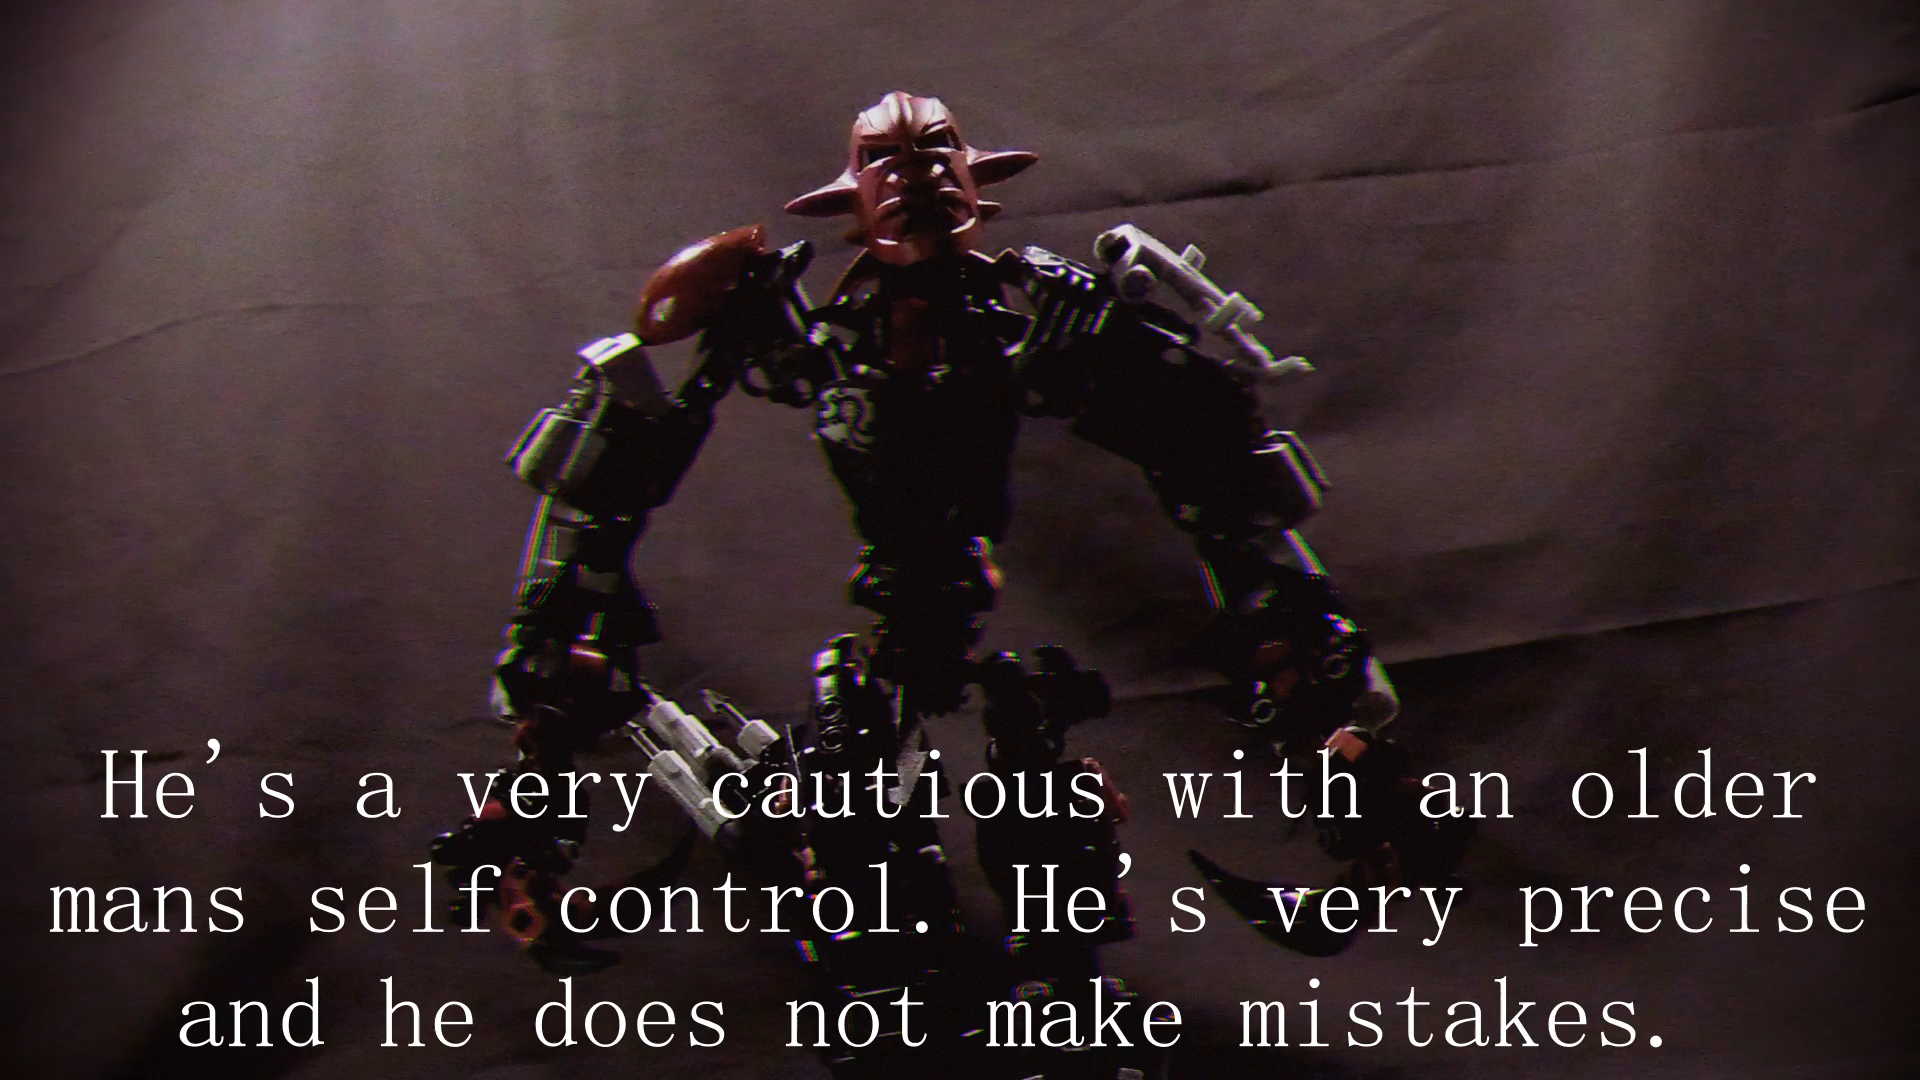 He's a very cautious with an older
mans self control. He's very precise
and he does not make mistakes.